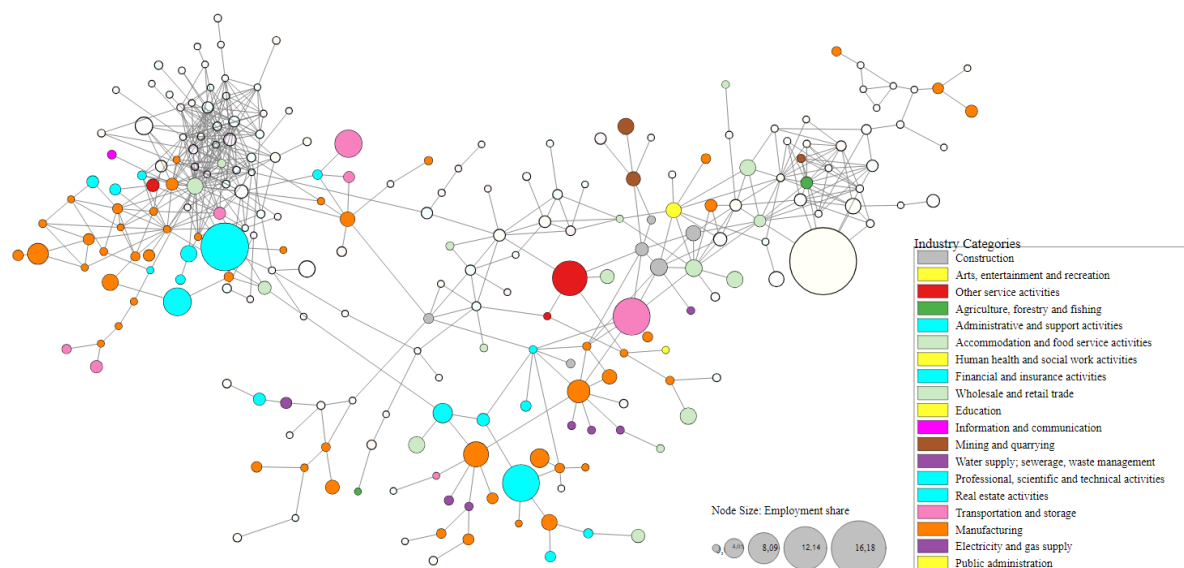 Industry Categories
Construction
Arts, entertainment and recreation
Other service activities
Agriculture, forestry and fishing
Administrative and support activities
Accommodation and food service activities
Human health and social work activities
Financial and insurance activities
Wholesale and retail trade
Education
Information and communication
Mining and quarrying
Water supply; sewerage, waste management
Professional, scientific and technical activities
Real estate activities
Transportation and storage
Manufacturing
Electricity and gas supply
Public administration
Node Size: Employment share
4,05 8,09 12,14 16,18